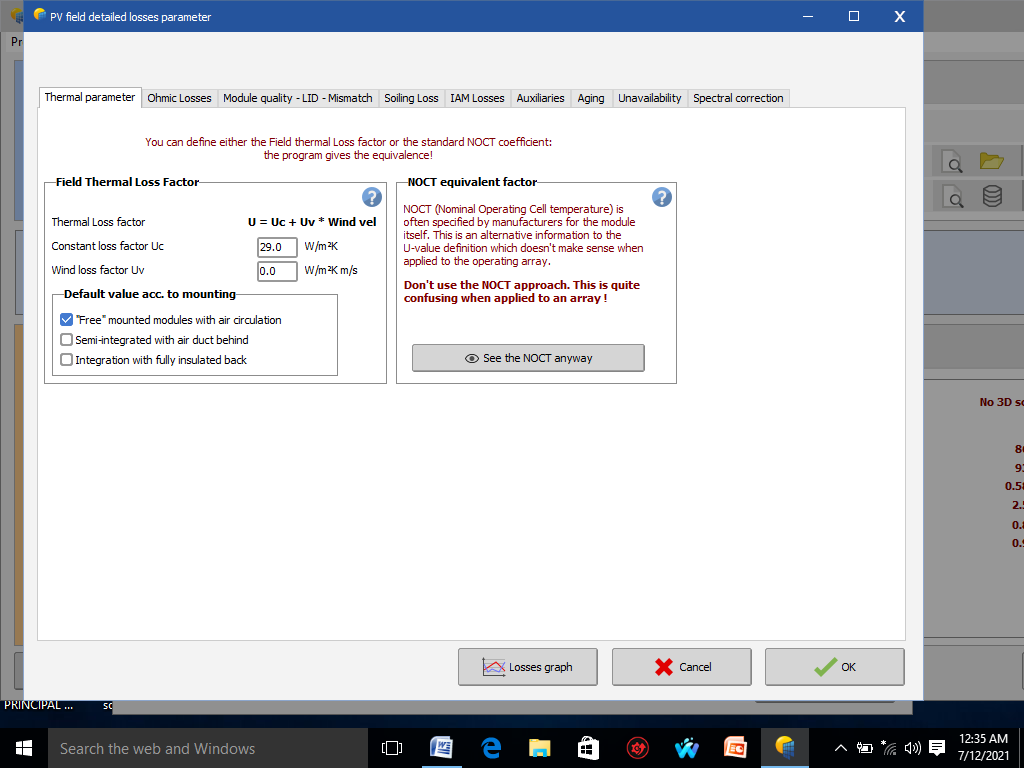 PV field detailed losses parameter
Pr
Thermal parameter
Ohmic Losses
Module quality - LID - Mismatch
Soiling Loss
IAM Losses
Auxiliaries
Aging
Unavailability
Spectral correction
You can define either the Field thermal Loss factor or the standard NOCT coefficient:
the program gives the equivalence!
Field Thermal Loss Factor
?
Thermal Loss factor
U = Uc + Uv * Wind vel
Constant loss factor Uc
29.0
W/m²K
Wind loss factor Uv
0.0
W/m²K m/s
Default value acc. to mounting
"Free" mounted modules with air circulation
Semi-integrated with air duct behind
Integration with fully insulated back
NOCT equivalent factor
?
NOCT (Nominal Operating Cell temperature) is
often specified by manufacturers for the module
itself. This is an alternative information to the
U-value definition which doesn't make sense when
applied to the operating array.
Don't use the NOCT approach. This is quite
confusing when applied to an array !
See the NOCT anyway
No 3D
0.58
2.
0.
Losses graph
Cancel
OK
PRINCIPAL ...
Search the web and Windows
12:35 AM
7/12/2021